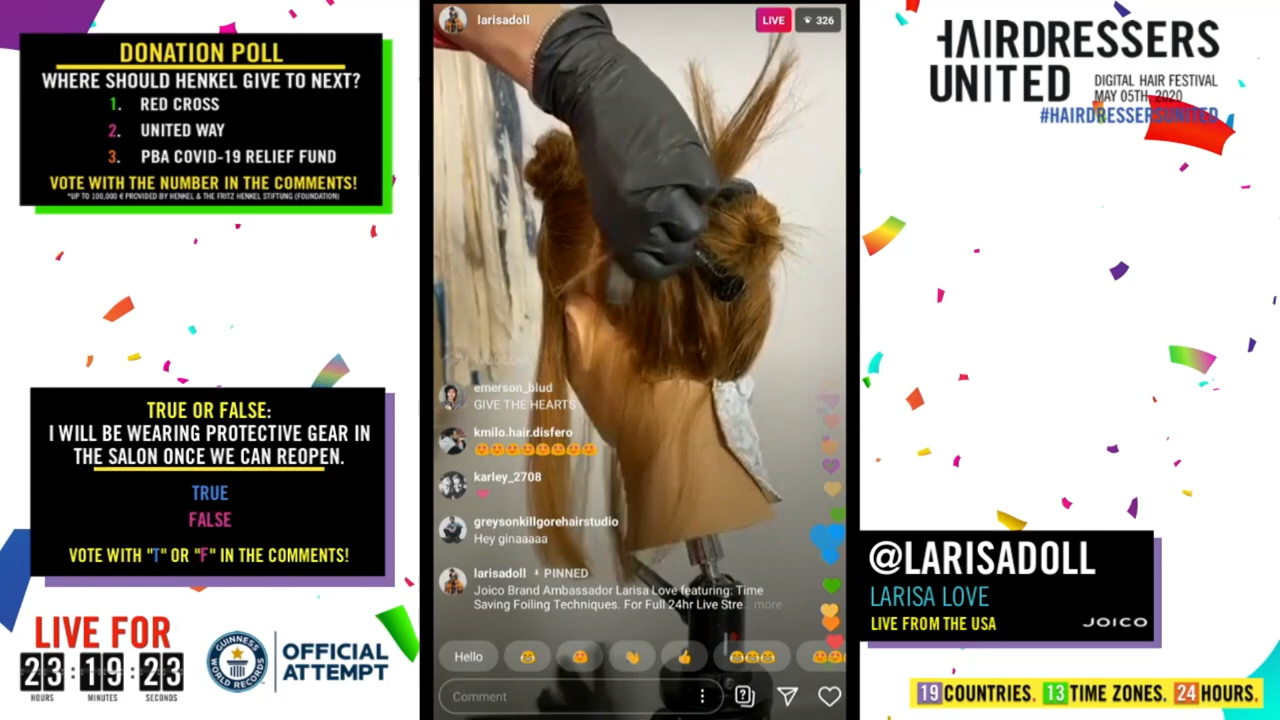 DONATION POLL
WHERE SHOULD HENKEL GIVE TO NEXT?
1. RED CROSS
2. UNITED WAY
3. PBA COVID-19 RELIEF FUND
VOTE WITH THE NUMBER IN THE COMMENTS!
*UP TO 100,000 € PROVIDED BY HENKEL & THE FRITZ HENKEL STIFTUNG (FOUNDATION)
TRUE OR FALSE:
I WILL BE WEARING PROTECTIVE GEAR IN
THE SALON ONCE WE CAN REOPEN.
TRUE
FALSE
VOTE WITH "T" OR "F" IN THE COMMENTS!
LIVE FOR
23:19:23
HOURS MINUTES SECONDS
GUINNESS WORLD RECORDS
OFFICIAL
ATTEMPT
larisadoll
LIVE 326
emerson_blud
GIVE THE HEARTS
kmilo.hair.disfero
karley_2708
greysonkillgorehairstudio
Hey ginaaaaa
larisadoll PINNED
Joico Brand Ambassador Larisa Love featuring: Time
Saving Foiling Techniques. For Full 24hr Live Stre... more
Hello
Comment
HAIRDRESSERS
UNITED
DIGITAL HAIR FESTIVAL
MAY 05TH, 2020
#HAIRDRESSERSUNITED
@LARISADOLL
LARISA LOVE
LIVE FROM THE USA
JOICO
19 COUNTRIES. 13 TIME ZONES. 24 HOURS.